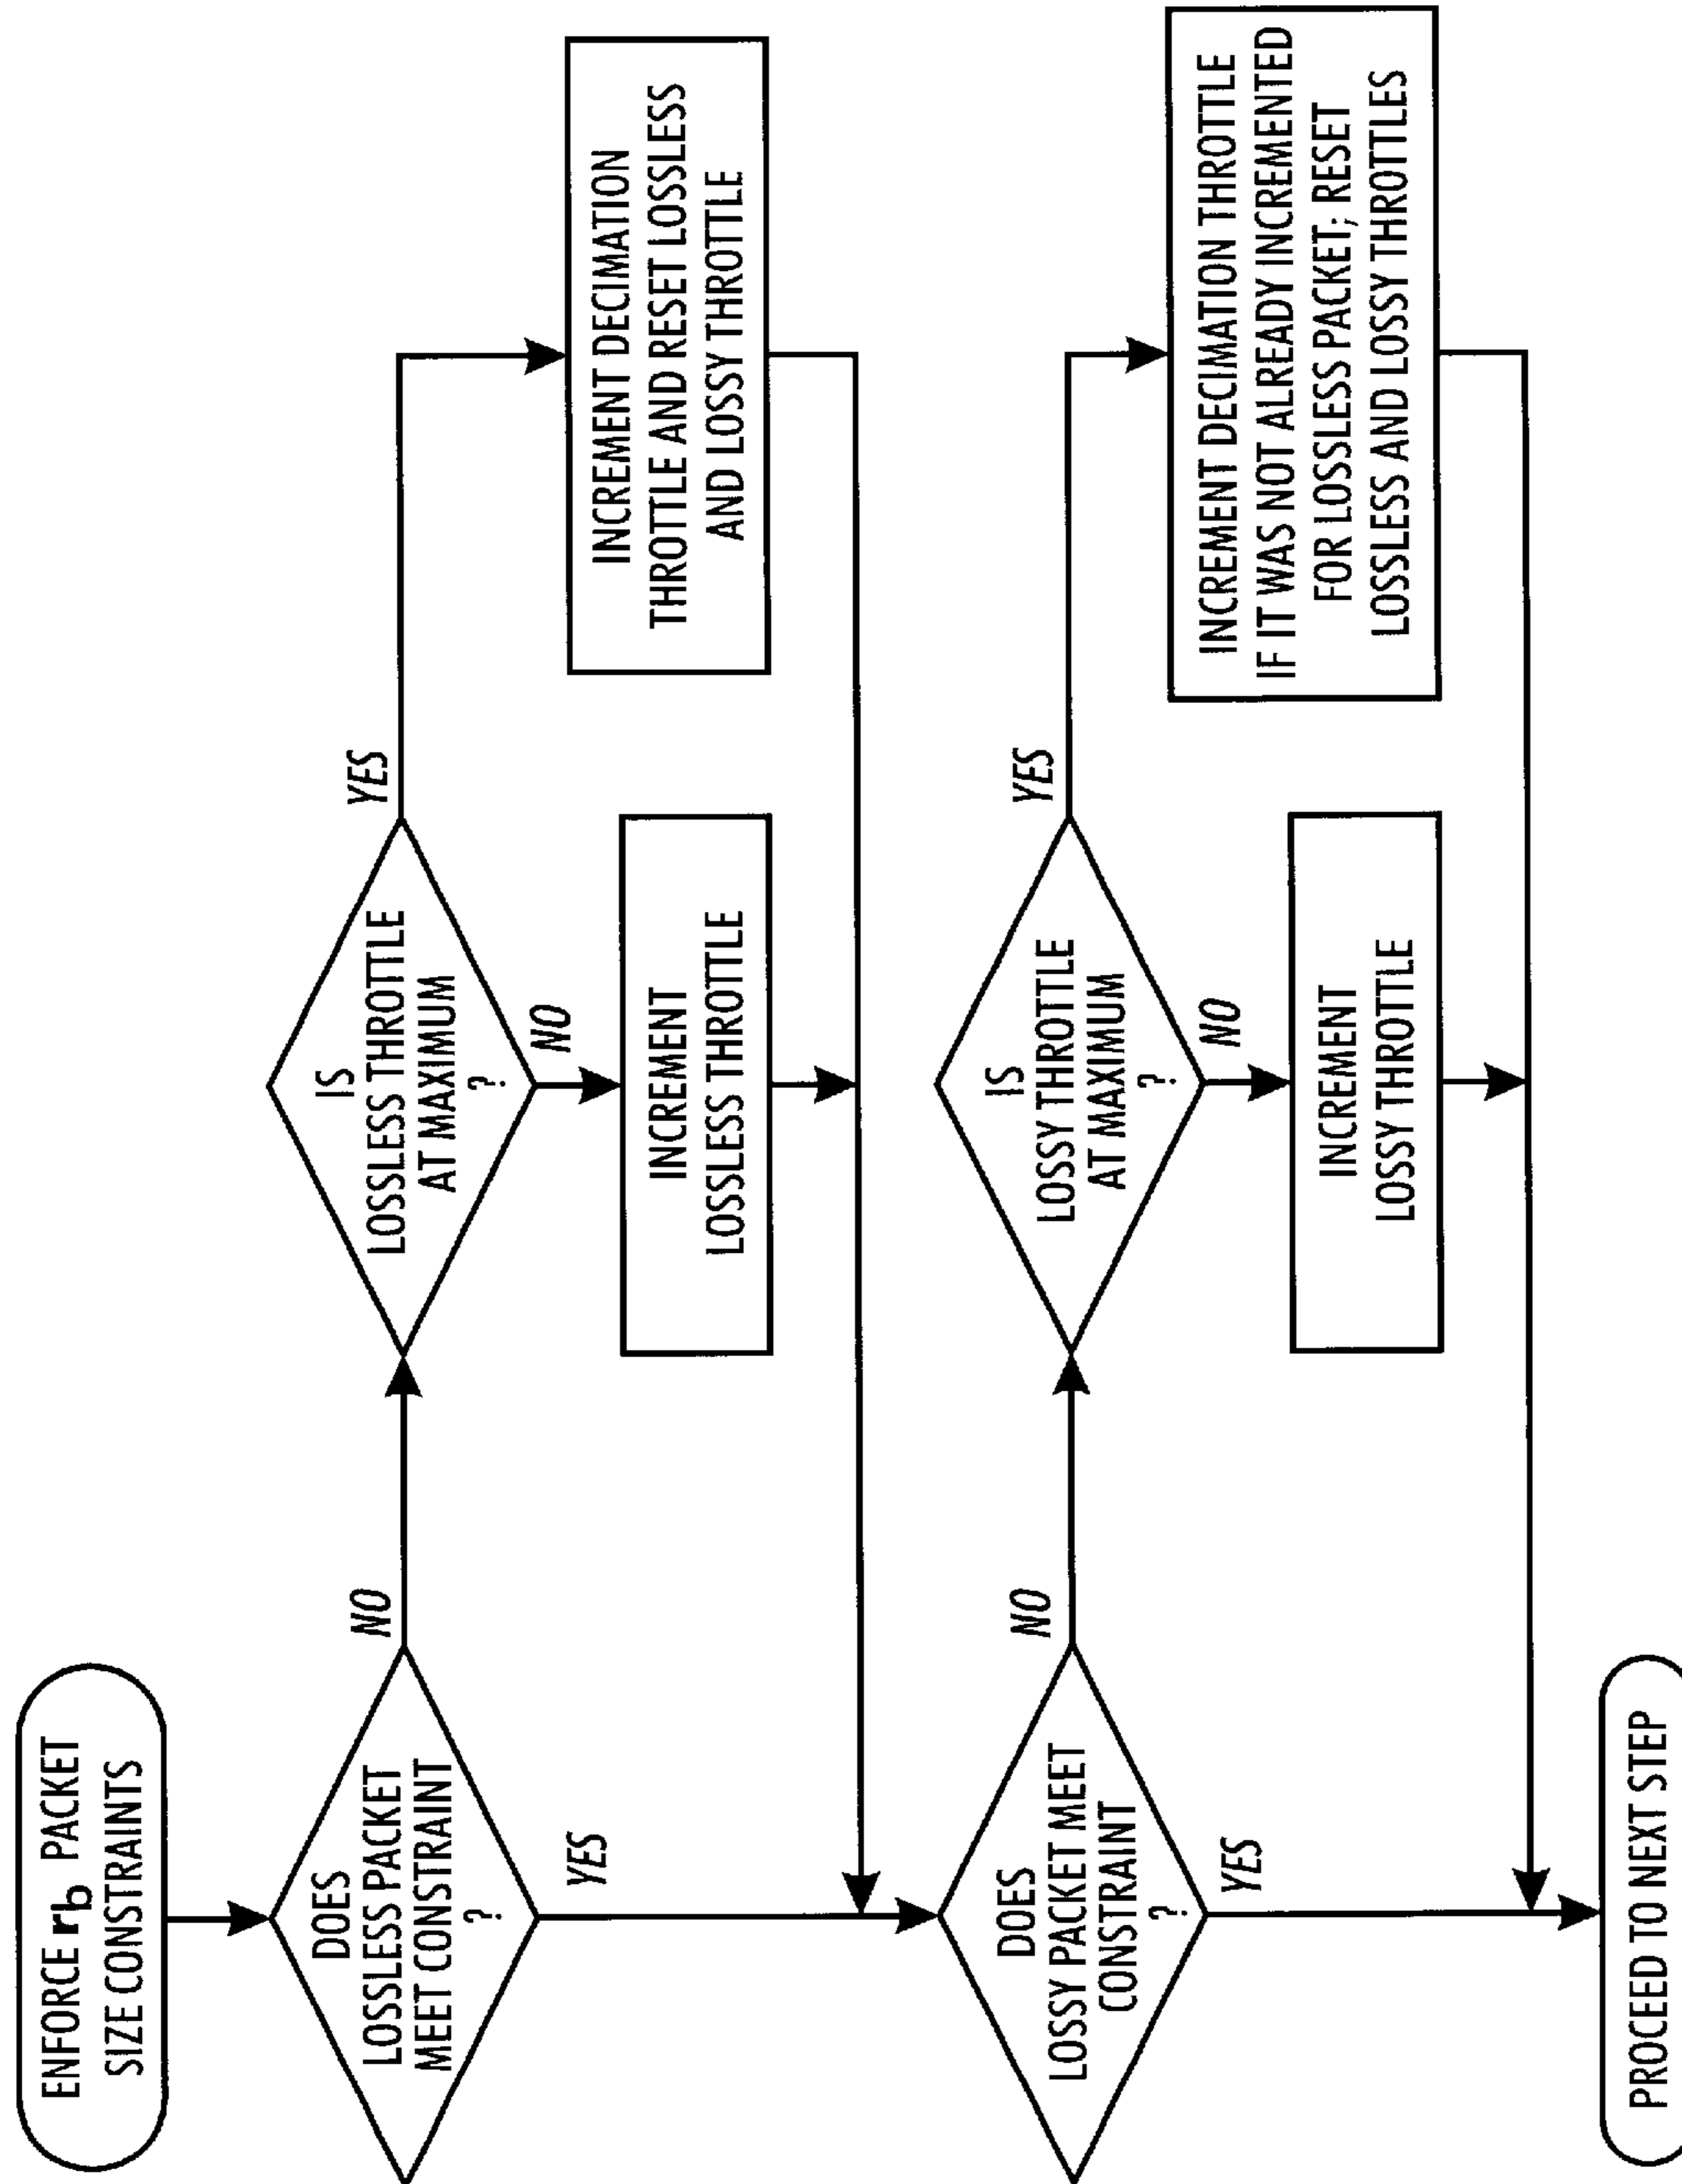 ENFORCE rb PACKET
SIZE CONSTRAINTS
DOES
LOSSLESS PACKET
MEET CONSTRAINT
?
NO
YES
IS
LOSSLESS THROTTLE
AT MAXIMUM
?
YES
NO
INCREMENT
LOSSLESS THROTTLE
INCREMENT DECIMATION
THROTTLE AND RESET LOSSLESS
AND LOSSY THROTTLE
DOES
LOSSY PACKET MEET
CONSTRAINT
?
NO
YES
IS
LOSSY THROTTLE
AT MAXIMUM
?
YES
NO
INCREMENT
LOSSY THROTTLE
INCREMENT DECIMATION THROTTLE
IF IT WAS NOT ALREADY INCREMENTED
FOR LOSSLESS PACKET; RESET
LOSSLESS AND LOSSY THROTTLES
PROCEED TO NEXT STEP